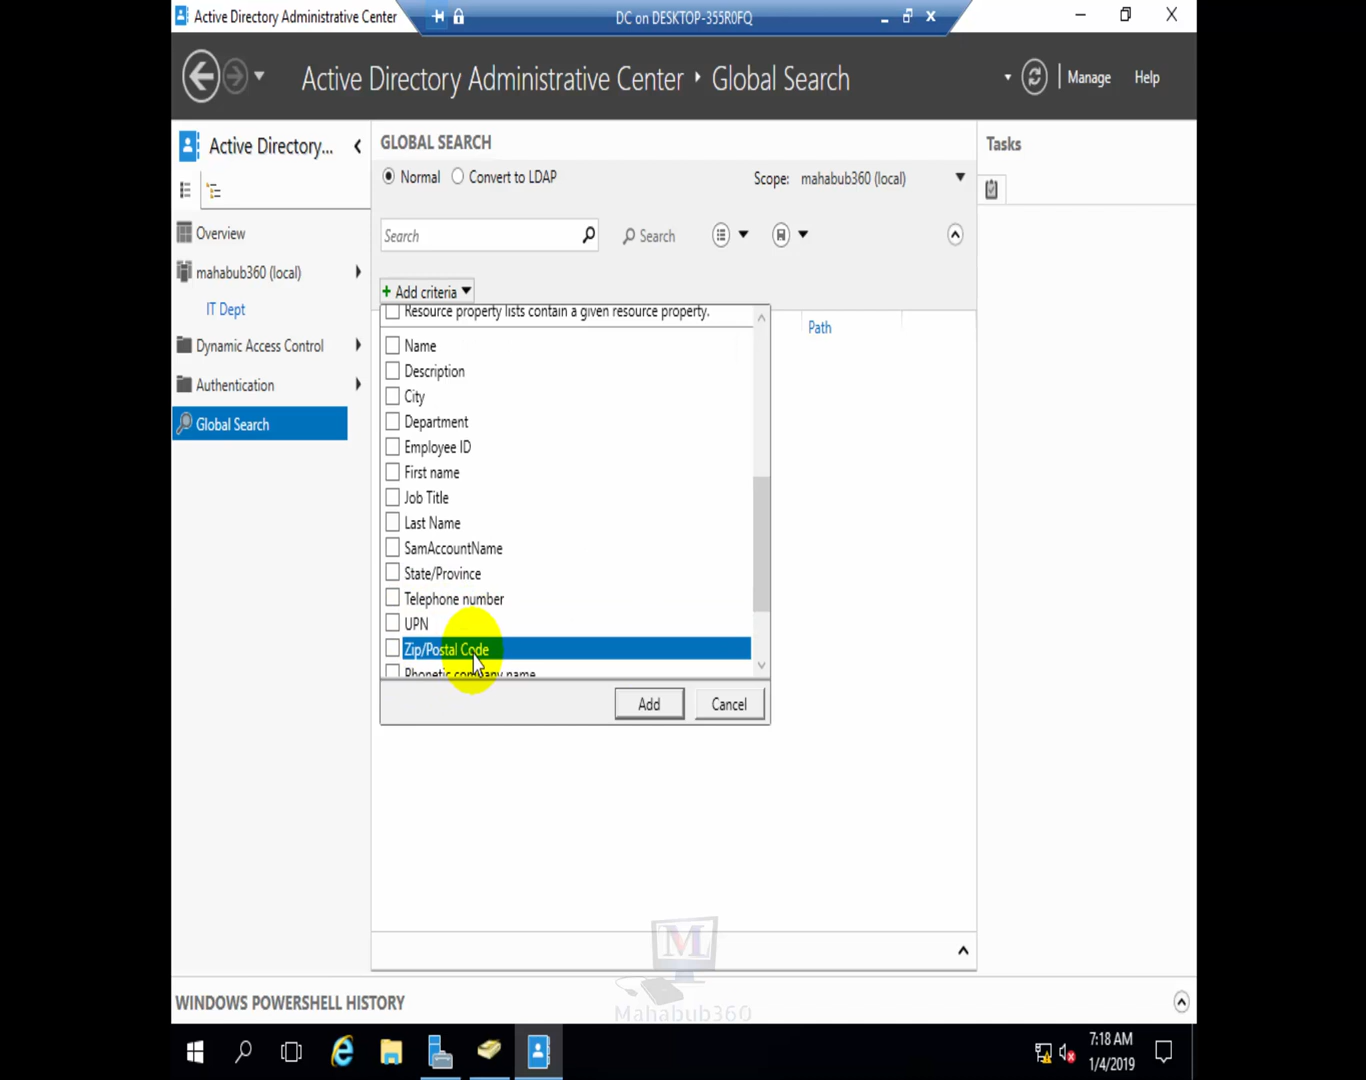 Active Directory Administrative Center
DC on DESKTOP-355R0FQ
Active Directory Administrative Center • Global Search
Manage
Help
Active Directory...
Overview
mahabub360 (local)
IT Dept
Dynamic Access Control
Authentication
Global Search
GLOBAL SEARCH
Normal
Convert to LDAP
Scope: mahabub360 (local)
Search
Search
Add criteria
Resource property lists contain a given resource property.
Name
Description
City
Department
Employee ID
First name
Job Title
Last Name
SamAccountName
State/Province
Telephone number
UPN
Zip/Postal Code
Phonetic company name
Add
Cancel
Path
Tasks
M
Mahabub360
WINDOWS POWERSHELL HISTORY
7:18 AM
1/4/2019